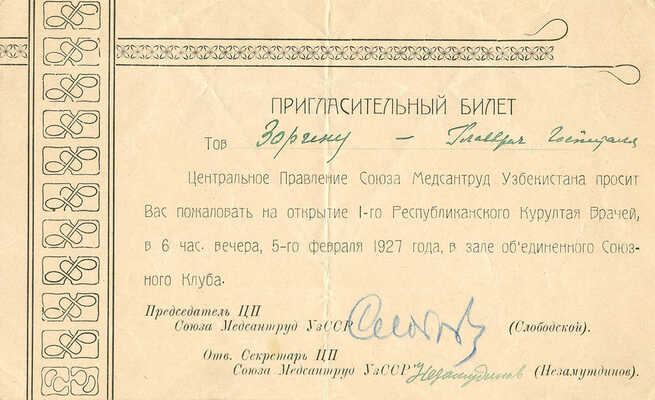 ПРИГЛАСИТЕЛЬНЫЙ БИЛЕТ
Тов Зоргену — Главврач Госпиталя
Центральное Правление Союза Медсантруд Узбекистана просит
Вас пожаловать на открытие 1-го Республиканского Курултая Врачей,
в 6 час. вечера, 5-го февраля 1927 года, в зале об'единенного Союз-
ного Клуба.
Председатель ЦП
Союза Медсантруд УзССР (Слободской).
Отв. Секретарь ЦП
Союза Медсантруд УзССР Незамутдинов (Незамутдинов).